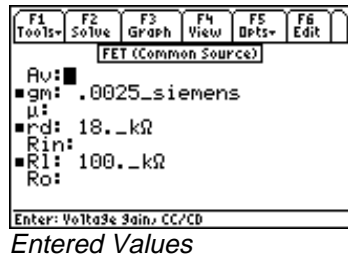 F1 F2 F3 F4 F5 F6
Tools▾ Solve Graph View Opts▾ Edit
FET (Common Source)
Av:
▪gm: .0025_siemens
μ:
▪rd: 18._kΩ
Rin:
▪Rl: 100._kΩ
Ro:
Enter: Voltage gain, CC/CD
Entered Values